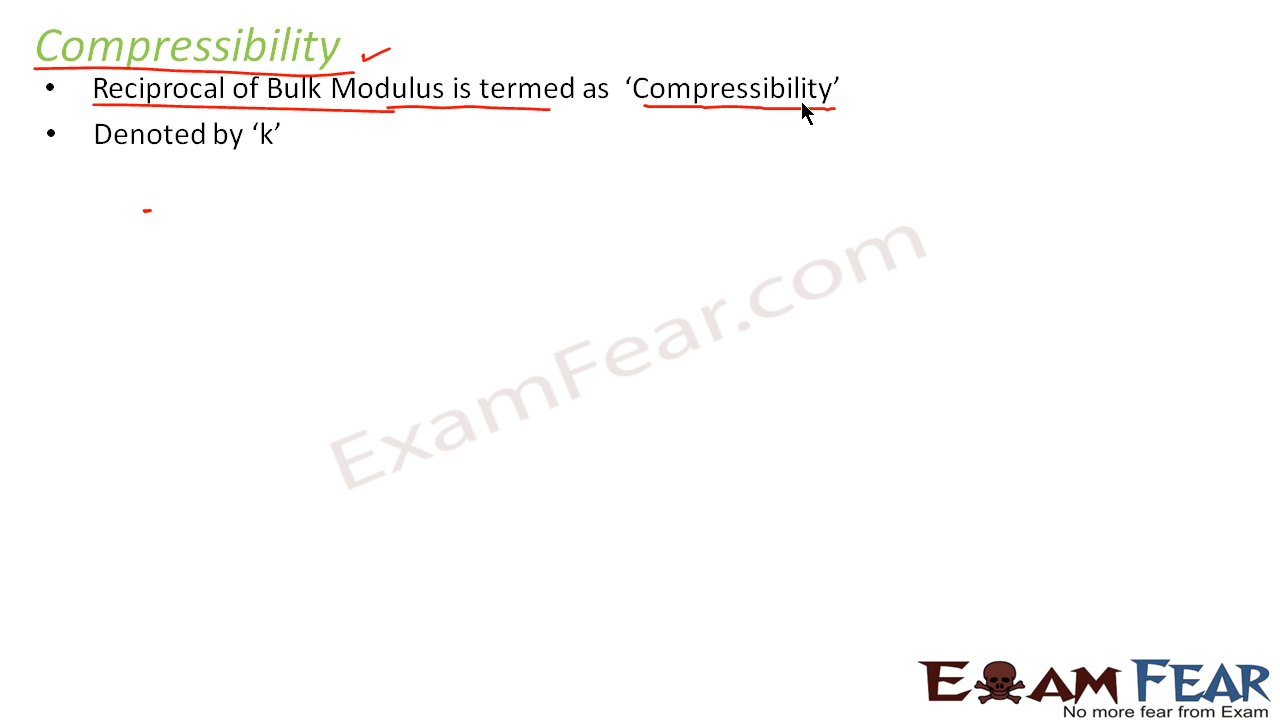 Compressibility
• Reciprocal of Bulk Modulus is termed as ‘Compressibility’
• Denoted by ‘k’
ExamFear.com
EXAM FEAR
No more fear from Exam